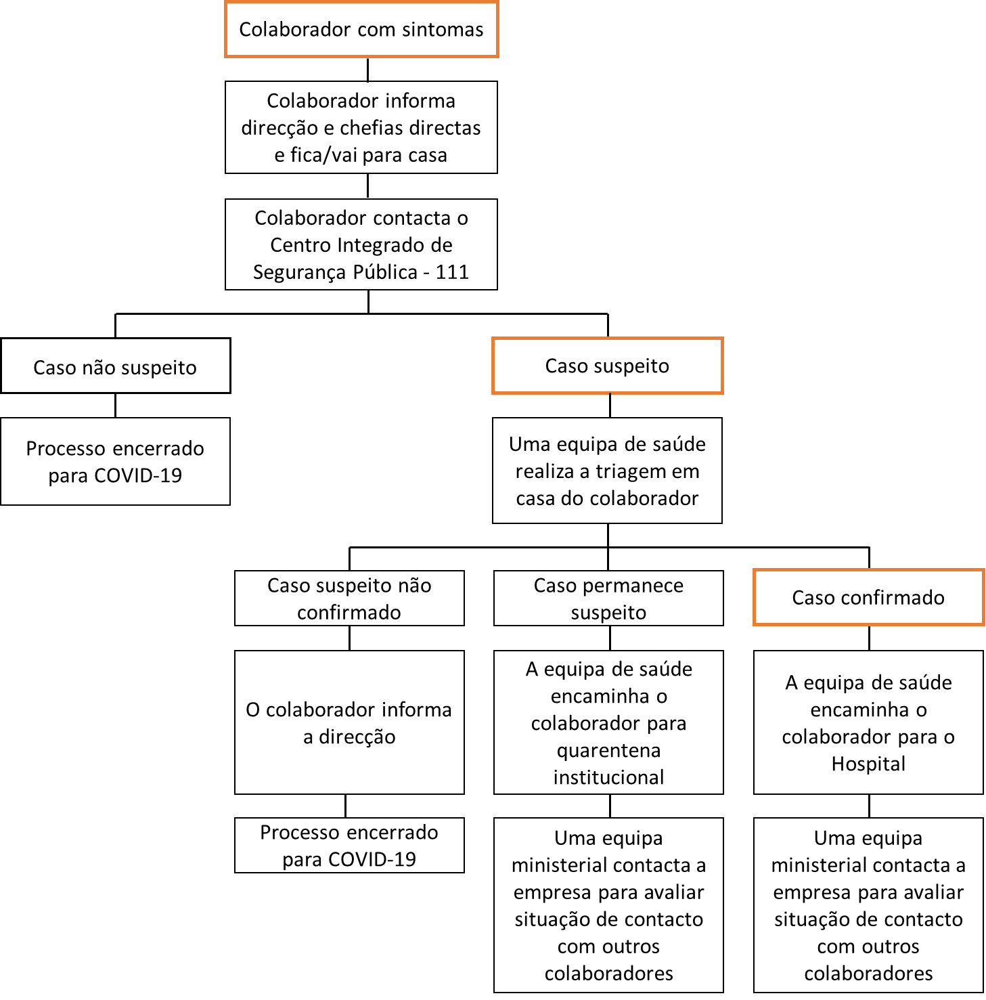 Colaborador com sintomas
Colaborador informa
direcção e chefias directas
e fica/vai para casa
Colaborador contacta o
Centro Integrado de
Segurança Pública - 111
Caso não suspeito
Caso suspeito
Processo encerrado
para COVID-19
Uma equipa de saúde
realiza a triagem em
casa do colaborador
Caso suspeito não
confirmado
Caso permanece
suspeito
Caso confirmado
O colaborador informa
a direcção
A equipa de saúde
encaminha o
colaborador para
quarentena
institucional
A equipa de saúde
encaminha o
colaborador para o
Hospital
Processo encerrado
para COVID-19
Uma equipa
ministerial contacta a
empresa para avaliar
situação de contacto
com outros
colaboradores
Uma equipa
ministerial contacta a
empresa para avaliar
situação de contacto
com outros
colaboradores